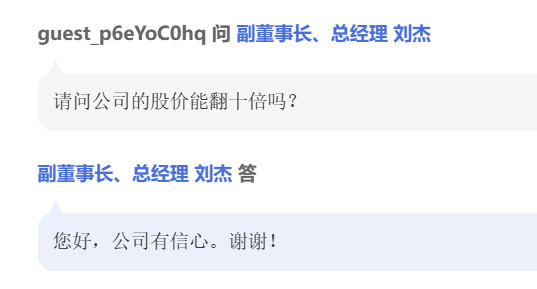 guest_p6eYoC0hq 问 副董事长、总经理 刘杰
请问公司的股价能翻十倍吗？
副董事长、总经理 刘杰 答
您好，公司有信心。谢谢！